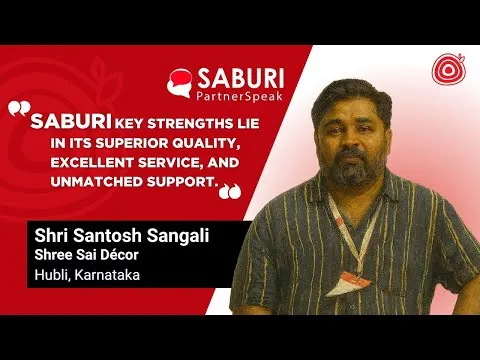 SABURI
PartnerSpeak
"SABURI KEY STRENGTHS LIE
IN ITS SUPERIOR QUALITY,
EXCELLENT SERVICE, AND
UNMATCHED SUPPORT."
Shri Santosh Sangali
Shree Sai Décor
Hubli, Karnataka